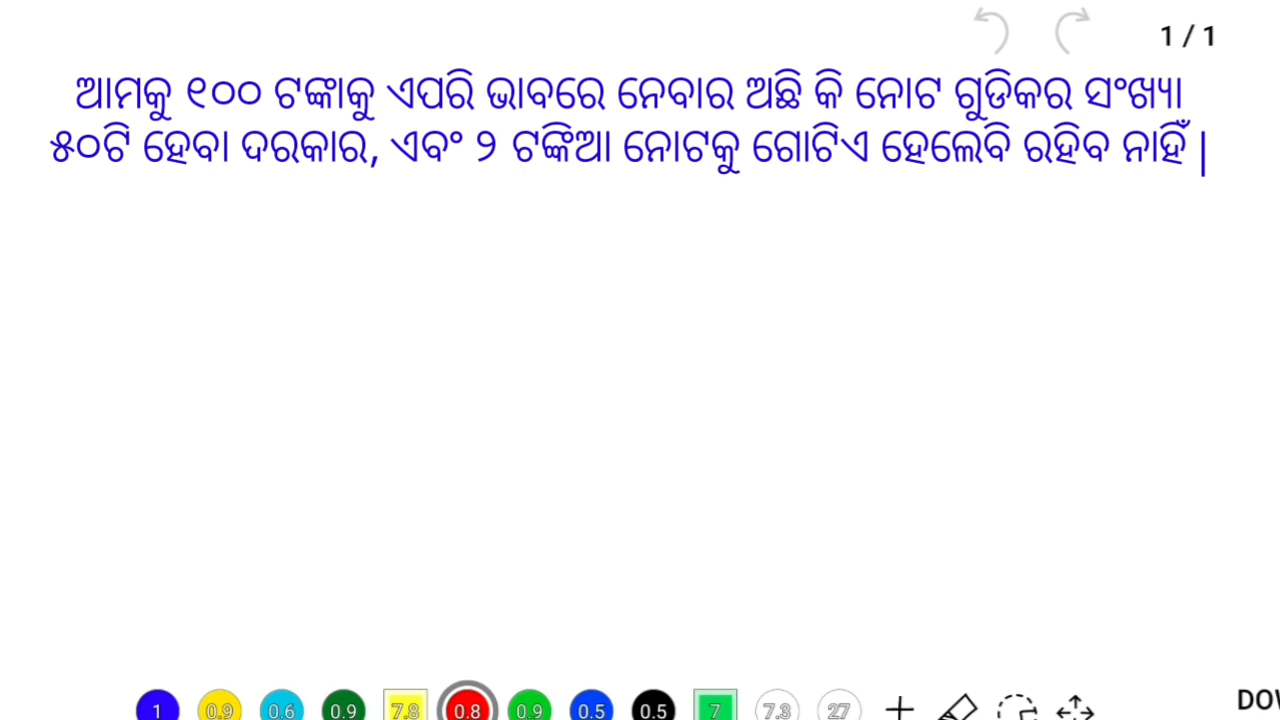 1 / 1
ଆମକୁ ୧୦୦ ଟଙ୍କାକୁ ଏପରି ଭାବରେ ନେବାର ଅଛି କି ନୋଟ ଗୁଡିକର ସଂଖ୍ୟା
୫୦ଟି ହେବା ଦରକାର, ଏବଂ ୨ ଟଙ୍କିଆ ନୋଟକୁ ଗୋଟିଏ ହେଲେବି ରହିବ ନାହିଁ |
1 0.9 0.6 0.9 7.8 0.8 0.9 0.5 0.5 7 7.3 27